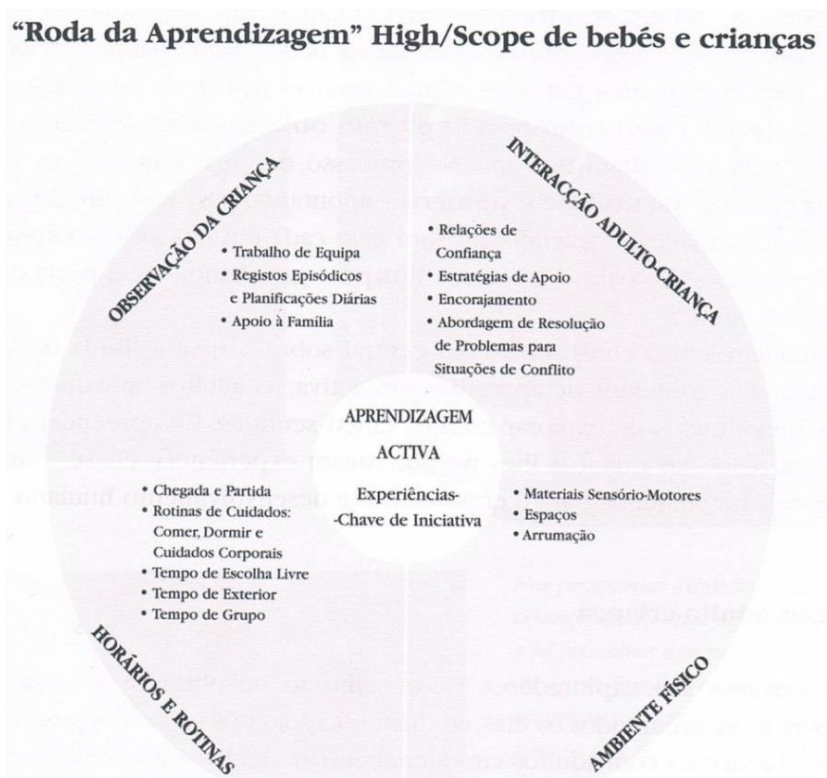 “Roda da Aprendizagem” High/Scope de bebés e crianças
OBSERVAÇÃO DA CRIANÇA
• Trabalho de Equipa
• Registos Episódicos
e Planificações Diárias
• Apoio à Família
INTERACÇÃO ADULTO-CRIANÇA
• Relações de
Confiança
• Estratégias de Apoio
• Encorajamento
• Abordagem de Resolução
de Problemas para
Situações de Conflito
APRENDIZAGEM
ACTIVA
Experiências-
-Chave de Iniciativa
• Chegada e Partida
• Rotinas de Cuidados:
Comer, Dormir e
Cuidados Corporais
• Tempo de Escolha Livre
• Tempo de Exterior
• Tempo de Grupo
HORÁRIOS E ROTINAS
• Materiais Sensório-Motores
• Espaços
• Arrumação
AMBIENTE FÍSICO